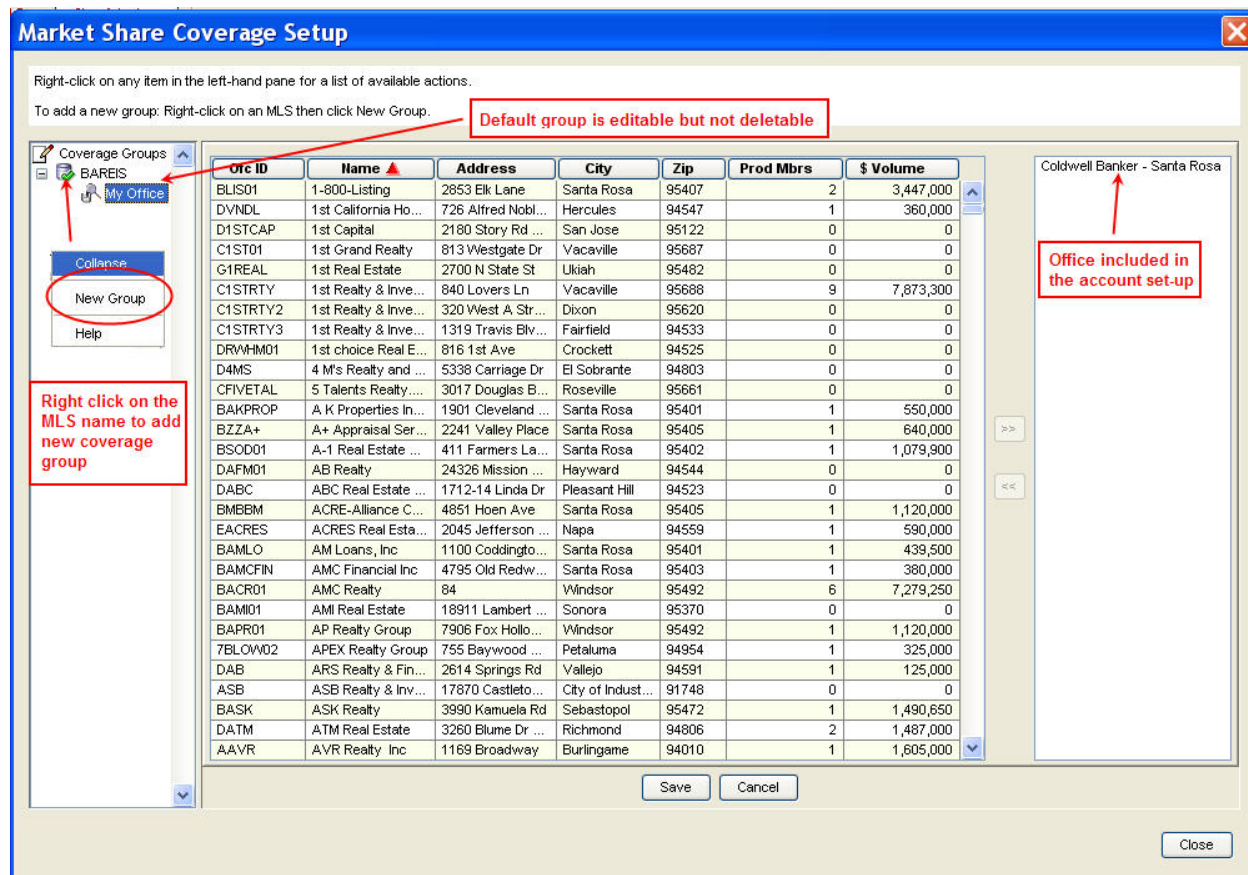 Market Share Coverage Setup
Right-click on any item in the left-hand pane for a list of available actions.
To add a new group: Right-click on an MLS then click New Group.
Default group is editable but not deletable
Coverage Groups
BAREIS
My Office
Collapse
New Group
Help
Right click on the
MLS name to add
new coverage
group
Ofc ID Name Address City Zip Prod Mbrs $ Volume
BLIS01 1-800-Listing 2853 Elk Lane Santa Rosa 95407 2 3,447,000
DVNDL 1st California Ho... 726 Alfred Nobl... Hercules 94547 1 360,000
D1STCAP 1st Capital 2180 Story Rd ... San Jose 95122 0 0
C1ST01 1st Grand Realty 813 Westgate Dr Vacaville 95687 0 0
G1REAL 1st Real Estate 2700 N State St Ukiah 95482 0 0
C1STRTY 1st Realty & Inve... 840 Lovers Ln Vacaville 95688 9 7,873,300
C1STRTY2 1st Realty & Inve... 320 West A Str... Dixon 95620 0 0
C1STRTY3 1st Realty & Inve... 1319 Travis Blv... Fairfield 94533 0 0
DRWHM01 1st choice Real E... 816 1st Ave Crockett 94525 0 0
D4MS 4 M's Realty and ... 5338 Carriage Dr El Sobrante 94803 0 0
CFIVETAL 5 Talents Realty.... 3017 Douglas B... Roseville 95661 0 0
BAKPROP A K Properties In... 1901 Cleveland ... Santa Rosa 95401 1 550,000
BZZA+ A+ Appraisal Ser... 2241 Valley Place Santa Rosa 95405 1 640,000
BSOD01 A-1 Real Estate ... 411 Farmers La... Santa Rosa 95402 1 1,079,900
DAFM01 AB Realty 24326 Mission ... Hayward 94544 0 0
DABC ABC Real Estate ... 1712-14 Linda Dr Pleasant Hill 94523 0 0
BMBBM ACRE-Alliance C... 4851 Hoen Ave Santa Rosa 95405 1 1,120,000
EACRES ACRES Real Esta... 2045 Jefferson ... Napa 94559 1 590,000
BAMLO AM Loans, Inc 1100 Coddingto... Santa Rosa 95401 1 439,500
BAMCFIN AMC Financial Inc 4795 Old Redw... Santa Rosa 95403 1 380,000
BACR01 AMC Realty 84 Windsor 95492 6 7,279,250
BAMI01 AMI Real Estate 18911 Lambert ... Sonora 95370 0 0
BAPR01 AP Realty Group 7906 Fox Hollo... Windsor 95492 1 1,120,000
7BLOW02 APEX Realty Group 755 Baywood ... Petaluma 94954 1 325,000
DAB ARS Realty & Fin... 2614 Springs Rd Vallejo 94591 1 125,000
ASB ASB Realty & Inv... 17870 Castleto... City of Indust... 91748 0 0
BASK ASK Realty 3990 Kamuela Rd Sebastopol 95472 1 1,490,650
DATM ATM Real Estate 3260 Blume Dr ... Richmond 94806 2 1,487,000
AAVR AVR Realty Inc 1169 Broadway Burlingame 94010 1 1,605,000
>>
<<
Coldwell Banker - Santa Rosa
Office included in
the account set-up
Save Cancel
Close